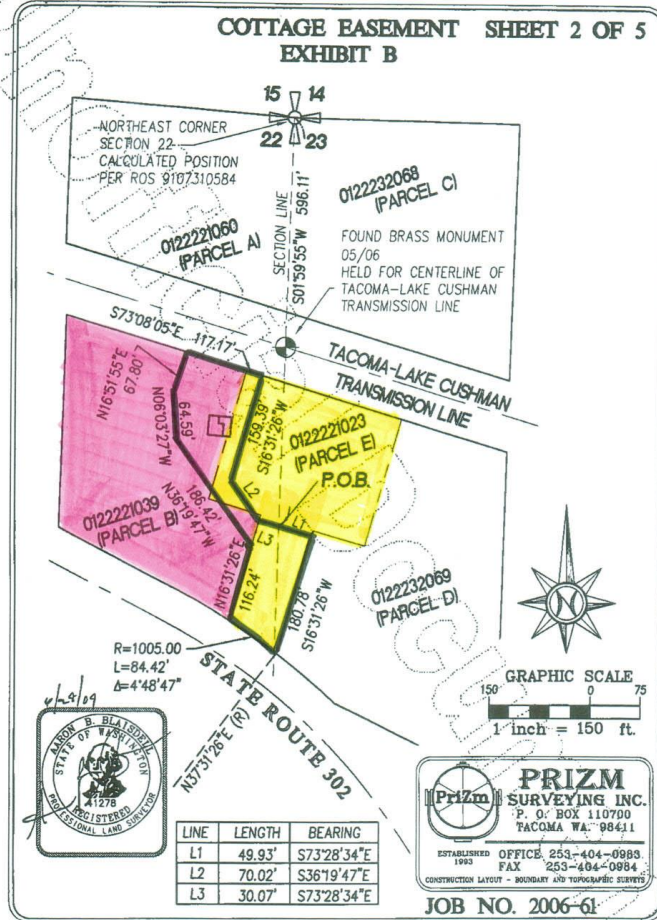 COTTAGE EASEMENT SHEET 2 OF 5
EXHIBIT B
15 14
22 23
NORTHEAST CORNER
SECTION 22
CALCULATED POSITION
PER ROS 9107310584
0122221060
(PARCEL A)
SECTION LINE
S01°59'55"W 596.11'
0122232068
(PARCEL C)
FOUND BRASS MONUMENT
05/06
HELD FOR CENTERLINE OF
TACOMA-LAKE CUSHMAN
TRANSMISSION LINE
S73°08'05"E 117.17'
TACOMA-LAKE CUSHMAN
TRANSMISSION LINE
N16°51'55"E
67.80'
64.59'
N06°03'27"W
159.39'
S16°31'26"W
0122221023
(PARCEL E)
P.O.B.
186.42'
N36°19'47"W
L2
L1
L3
0122221039
(PARCEL B)
N16°31'26"E
116.24'
180.78'
S16°31'26"W
0122232069
(PARCEL D)
N
R=1005.00
L=84.42'
Δ=4°48'47"
STATE ROUTE 302
N37°31'26"E (R)
GRAPHIC SCALE
150 0 75
1 inch = 150 ft.
AARON B. BLAISDELL
STATE OF WASHINGTON
41278
REGISTERED
PROFESSIONAL LAND SURVEYOR
LINE LENGTH BEARING
L1 49.93' S73°28'34"E
L2 70.02' S36°19'47"E
L3 30.07' S73°28'34"E
PriZm
PRIZM
SURVEYING INC.
P. O. BOX 110700
TACOMA WA. 98411
ESTABLISHED
1993
OFFICE 253-404-0983
FAX 253-404-0984
CONSTRUCTION LAYOUT - BOUNDARY AND TOPOGRAPHIC SURVEYS
JOB NO. 2006-61